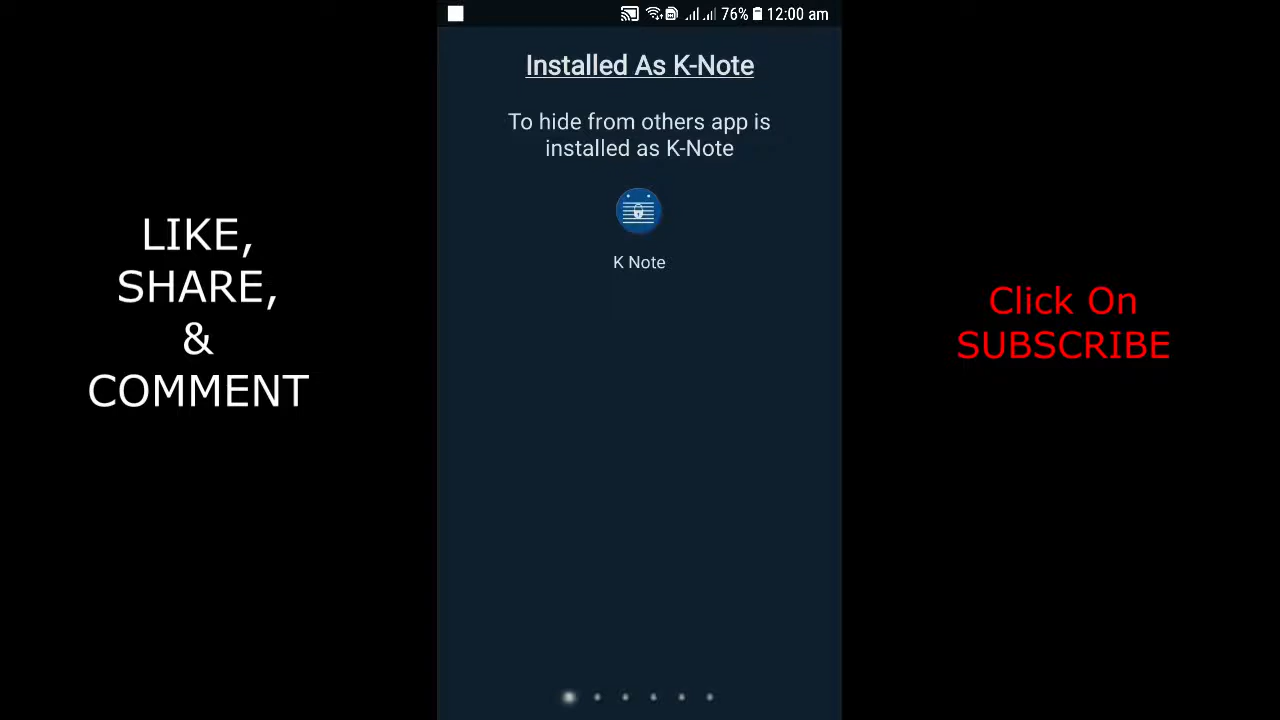 76% 12:00 am
Installed As K-Note
To hide from others app is
installed as K-Note
K Note
LIKE,
SHARE,
&
COMMENT
Click On
SUBSCRIBE